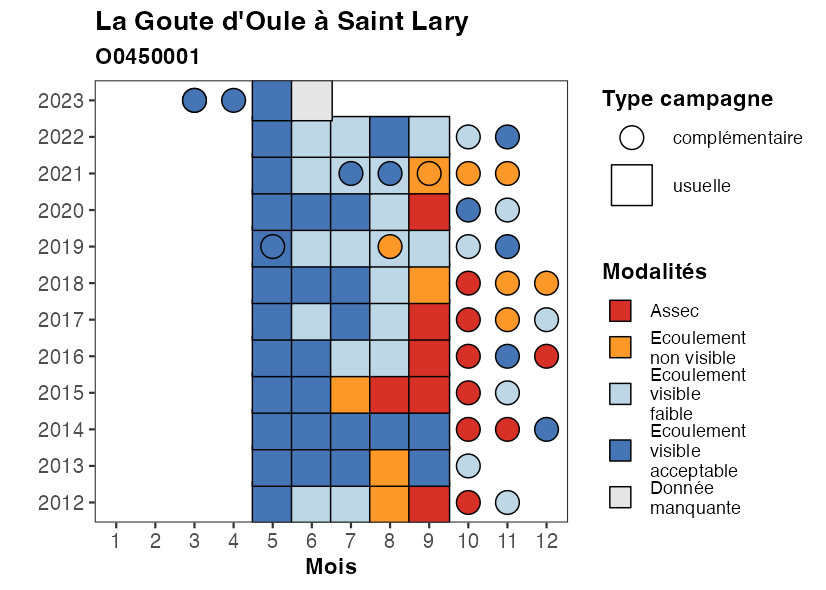 La Goute d'Oule à Saint Lary
O0450001
2023
2022
2021
2020
2019
2018
2017
2016
2015
2014
2013
2012
1 2 3 4 5 6 7 8 9 10 11 12
Mois
Type campagne
complémentaire
usuelle
Modalités
Assec
Ecoulement
non visible
Ecoulement
visible
faible
Ecoulement
visible
acceptable
Donnée
manquante